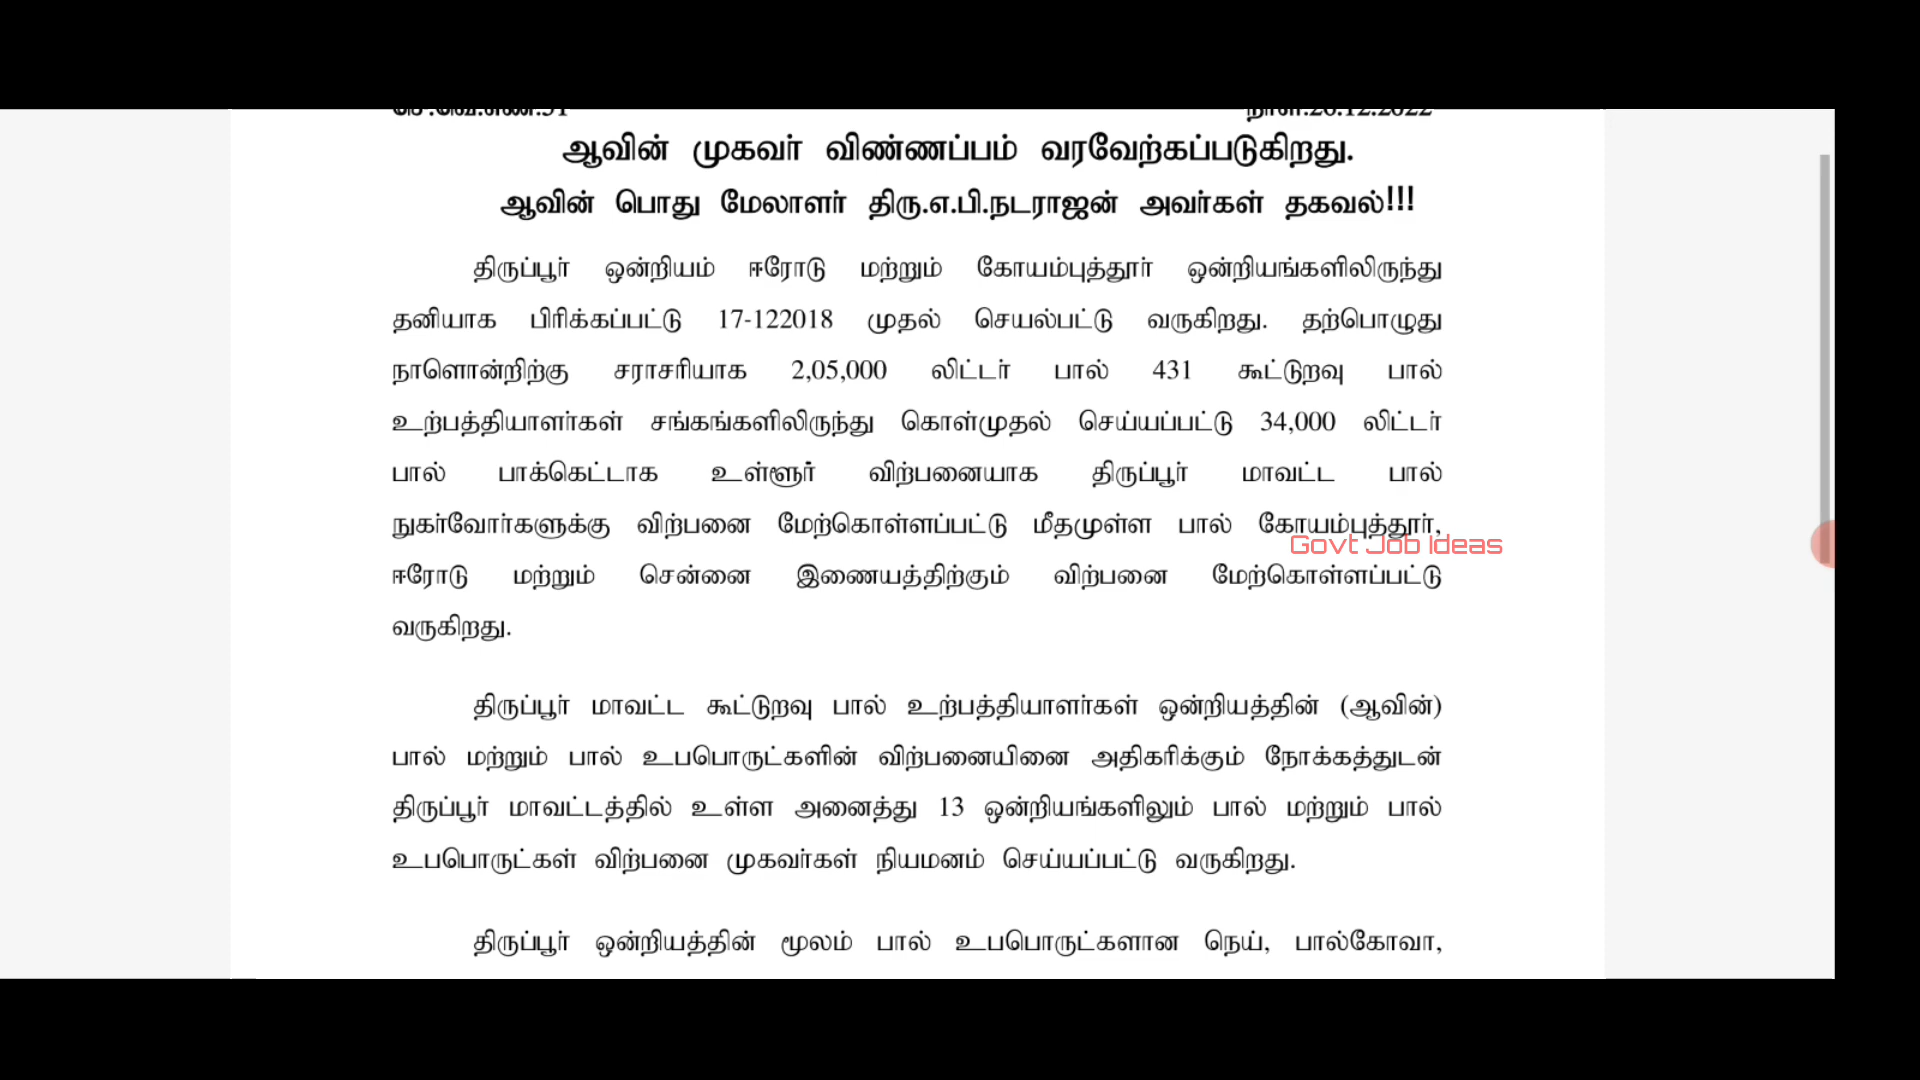 ஆவின் முகவர் விண்ணப்பம் வரவேற்கப்படுகிறது.
ஆவின் பொது மேலாளர் திரு.எ.பி.நடராஜன் அவர்கள் தகவல்!!!
திருப்பூர் ஒன்றியம் ஈரோடு மற்றும் கோயம்புத்தூர் ஒன்றியங்களிலிருந்து
தனியாக பிரிக்கப்பட்டு 17-122018 முதல் செயல்பட்டு வருகிறது. தற்பொழுது
நாளொன்றிற்கு சராசரியாக 2,05,000 லிட்டர் பால் 431 கூட்டுறவு பால்
உற்பத்தியாளர்கள் சங்கங்களிலிருந்து கொள்முதல் செய்யப்பட்டு 34,000 லிட்டர்
பால் பாக்கெட்டாக உள்ளூர் விற்பனையாக திருப்பூர் மாவட்ட பால்
நுகர்வோர்களுக்கு விற்பனை மேற்கொள்ளப்பட்டு மீதமுள்ள பால் கோயம்புத்தூர்,
Govt Job Ideas
ஈரோடு மற்றும் சென்னை இணையத்திற்கும் விற்பனை மேற்கொள்ளப்பட்டு
வருகிறது.
திருப்பூர் மாவட்ட கூட்டுறவு பால் உற்பத்தியாளர்கள் ஒன்றியத்தின் (ஆவின்)
பால் மற்றும் பால் உபபொருட்களின் விற்பனையினை அதிகரிக்கும் நோக்கத்துடன்
திருப்பூர் மாவட்டத்தில் உள்ள அனைத்து 13 ஒன்றியங்களிலும் பால் மற்றும் பால்
உபபொருட்கள் விற்பனை முகவர்கள் நியமனம் செய்யப்பட்டு வருகிறது.
திருப்பூர் ஒன்றியத்தின் மூலம் பால் உபபொருட்களான நெய், பால்கோவா,